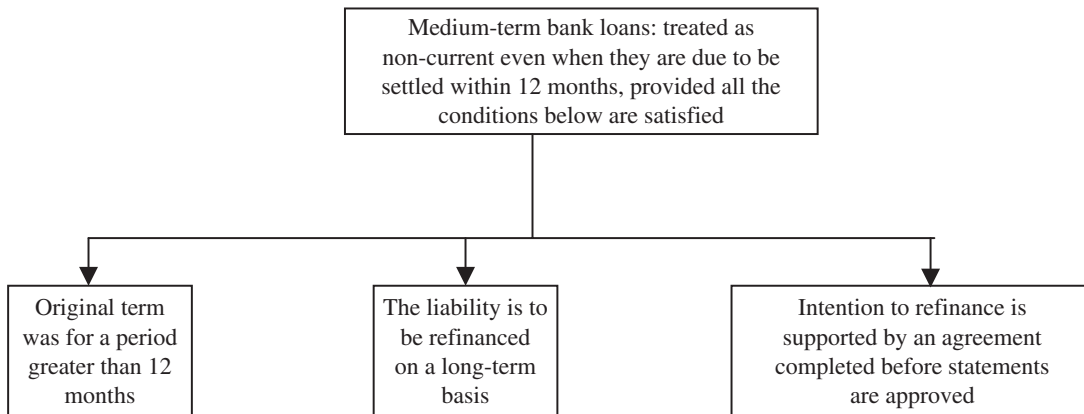 Medium-term bank loans: treated as
non-current even when they are due to be
settled within 12 months, provided all the
conditions below are satisfied
Original term
was for a period
greater than 12
months
The liability is to
be refinanced
on a long-term
basis
Intention to refinance is
supported by an agreement
completed before statements
are approved